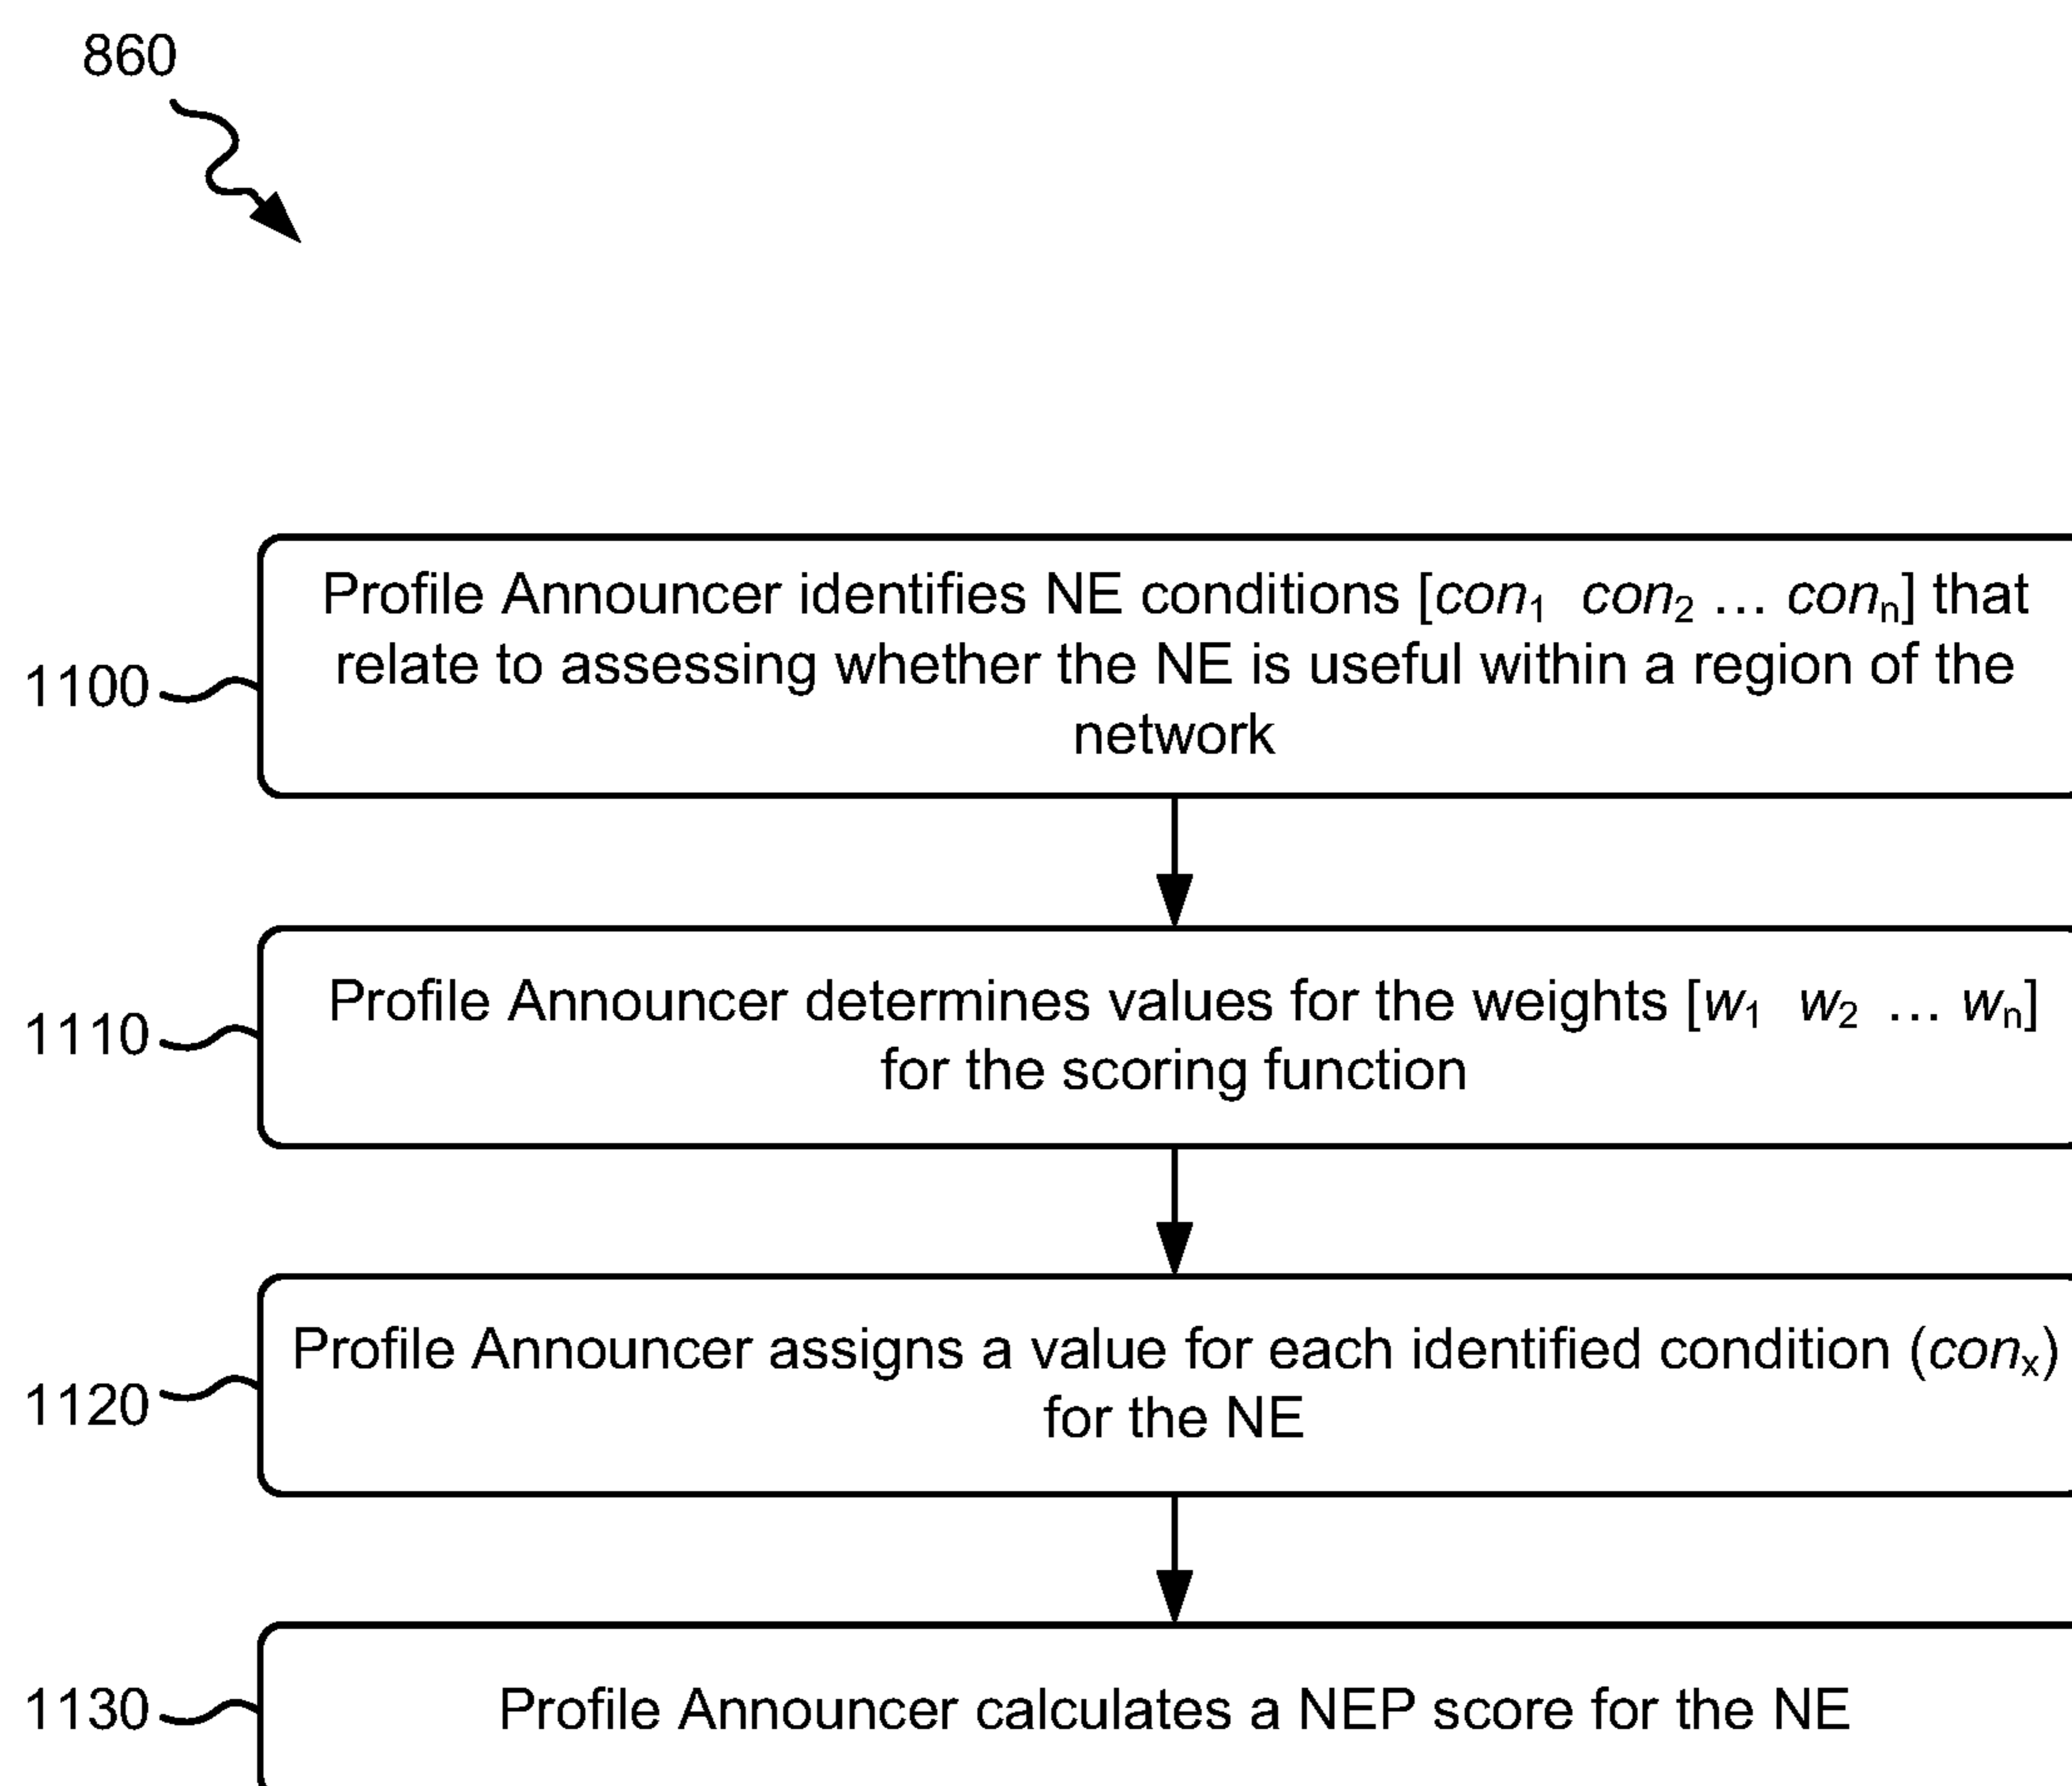 860
Profile Announcer identifies NE conditions [con₁ con₂ ... conₙ] that
relate to assessing whether the NE is useful within a region of the
network
1100
Profile Announcer determines values for the weights [w₁ w₂ ... wₙ]
for the scoring function
1110
Profile Announcer assigns a value for each identified condition (conₓ)
for the NE
1120
Profile Announcer calculates a NEP score for the NE
1130